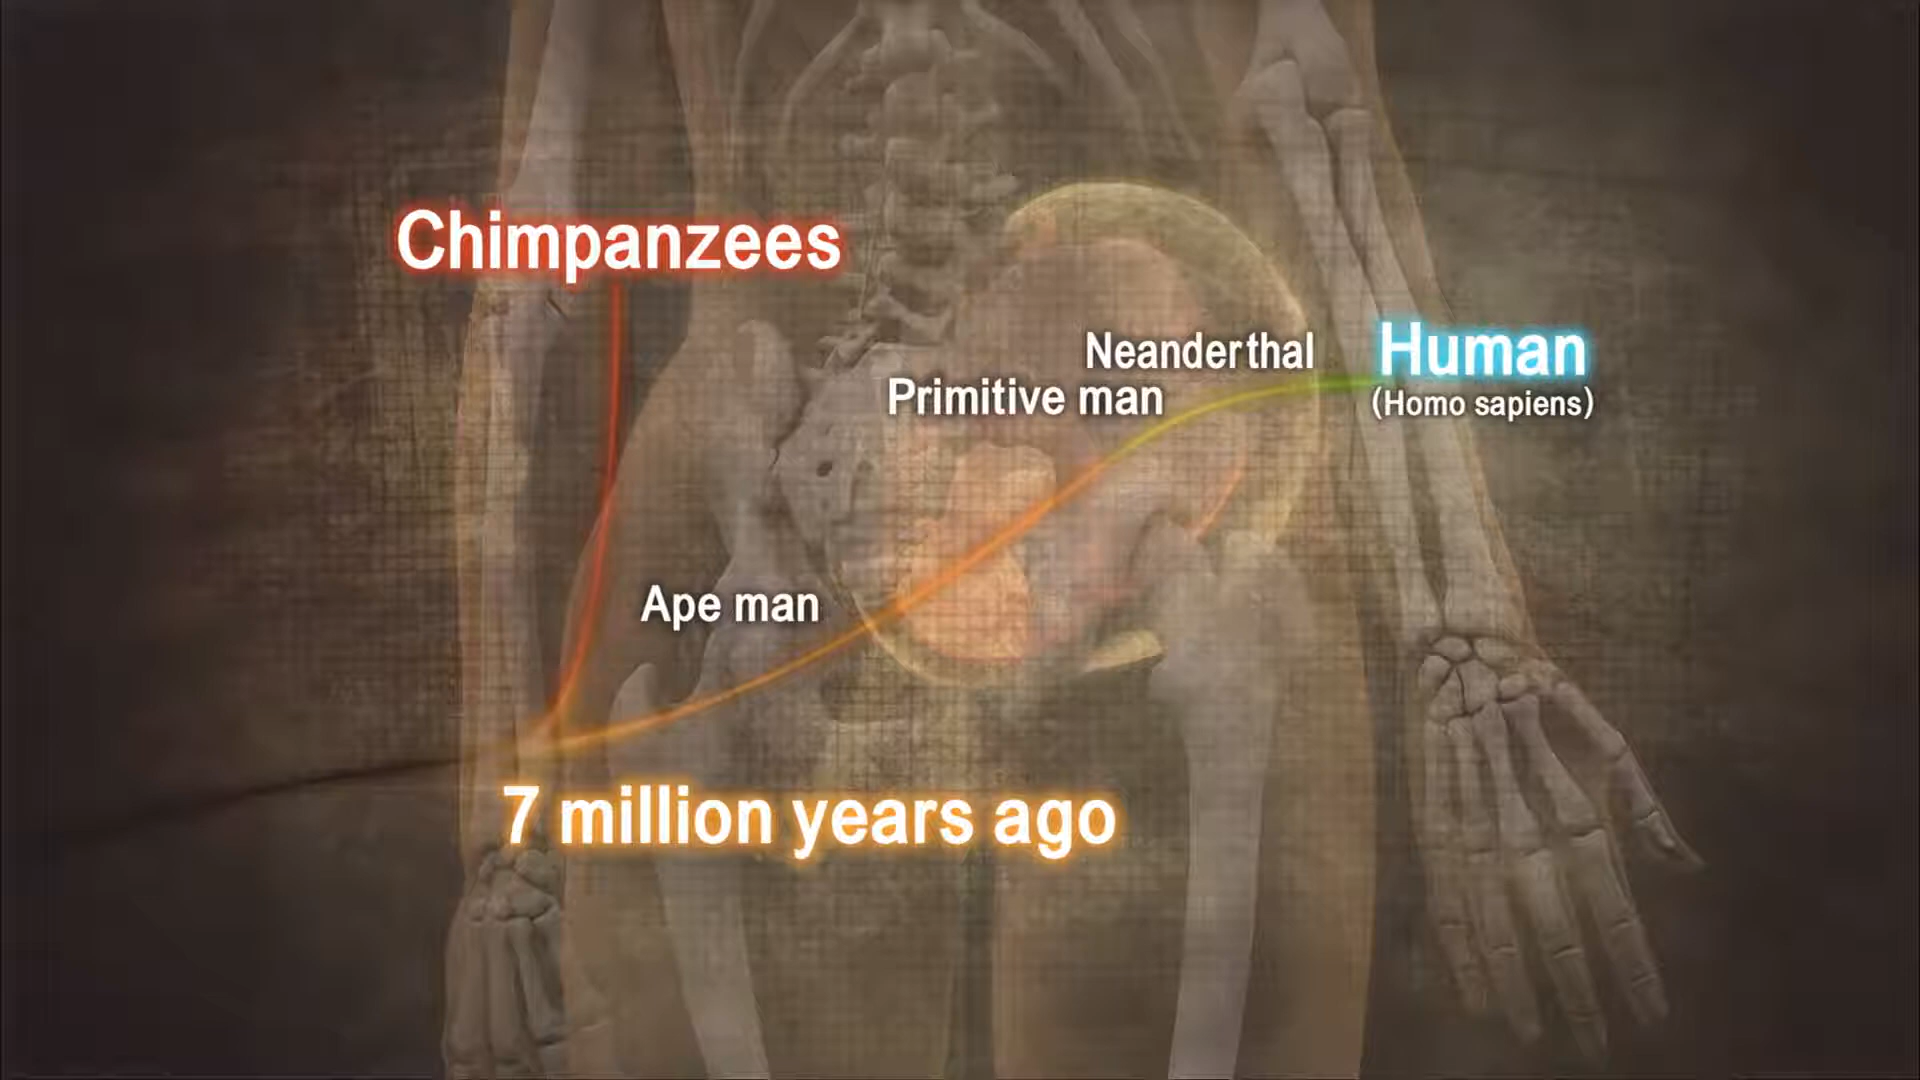 Chimpanzees
Neanderthal
Human
Primitive man
(Homo sapiens)
Ape man
7 million years ago